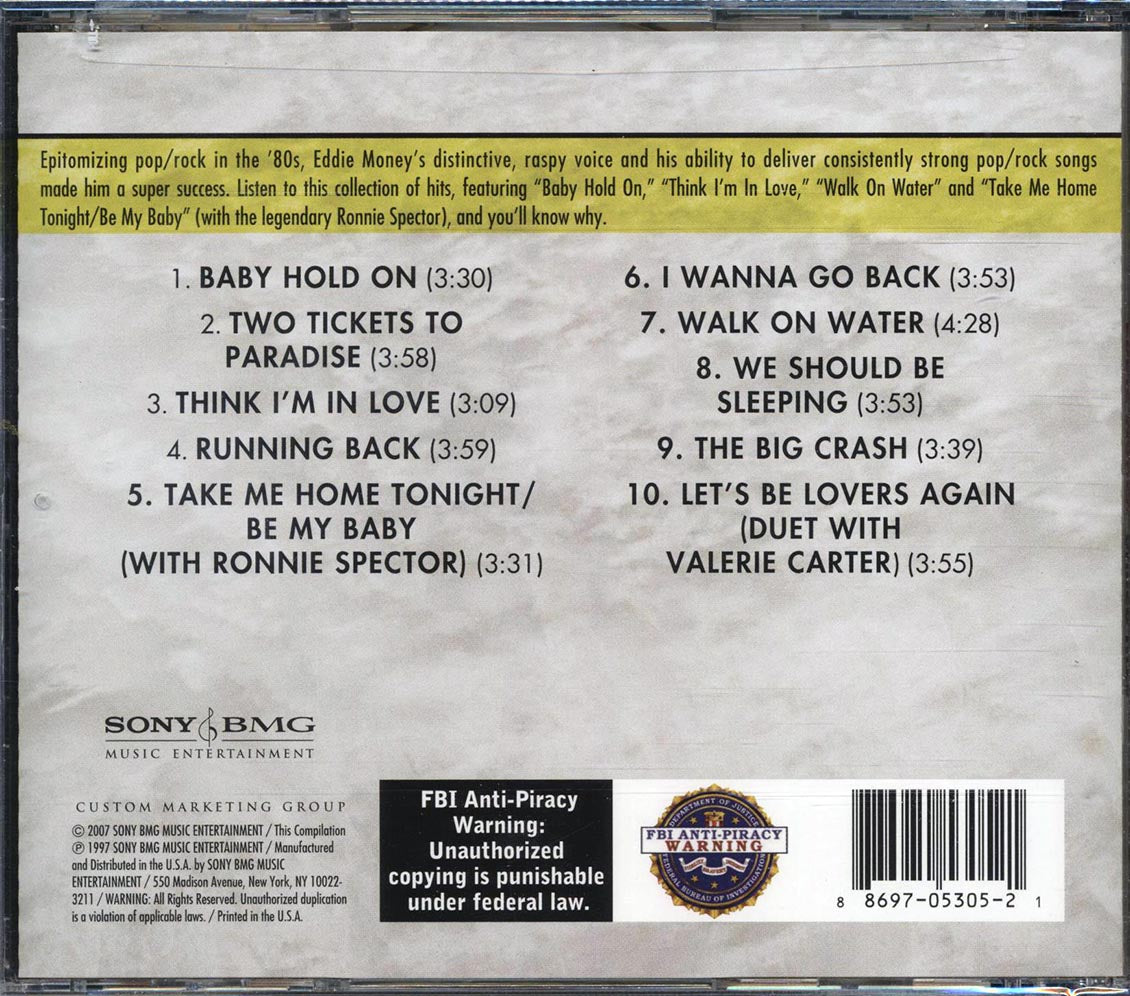 Epitomizing pop/rock in the '80s, Eddie Money's distinctive, raspy voice and his ability to deliver consistently strong pop/rock songs
made him a super success. Listen to this collection of hits, featuring “Baby Hold On,” “Think I'm In Love,” “Walk On Water” and “Take Me Home
Tonight/Be My Baby” (with the legendary Ronnie Spector), and you'll know why.
1. BABY HOLD ON (3:30)
2. TWO TICKETS TO
PARADISE (3:58)
3. THINK I'M IN LOVE (3:09)
4. RUNNING BACK (3:59)
5. TAKE ME HOME TONIGHT/
BE MY BABY
(WITH RONNIE SPECTOR) (3:31)
6. I WANNA GO BACK (3:53)
7. WALK ON WATER (4:28)
8. WE SHOULD BE
SLEEPING (3:53)
9. THE BIG CRASH (3:39)
10. LET'S BE LOVERS AGAIN
(DUET WITH
VALERIE CARTER) (3:55)
SONY BMG
MUSIC ENTERTAINMENT
CUSTOM MARKETING GROUP
© 2007 SONY BMG MUSIC ENTERTAINMENT / This Compilation
℗ 1997 SONY BMG MUSIC ENTERTAINMENT / Manufactured
and Distributed in the U.S.A. by SONY BMG MUSIC
ENTERTAINMENT / 550 Madison Avenue, New York, NY 10022-
3211 / WARNING: All Rights Reserved. Unauthorized duplication
is a violation of applicable laws. / Printed in the U.S.A.
FBI Anti-Piracy
Warning:
Unauthorized
copying is punishable
under federal law.
DEPARTMENT OF JUSTICE
FBI ANTI-PIRACY
WARNING
FEDERAL BUREAU OF INVESTIGATION
8 8697-05305-2 1